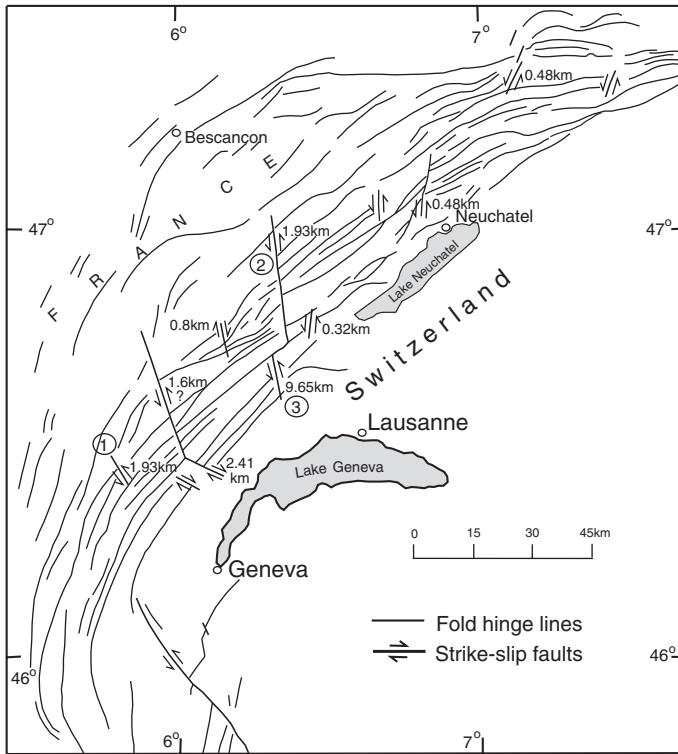 6°
7°
0.48km
Bescançon
FRANCE
47°
47°
0.48km
Neuchatel
1.93km
2
Lake Neuchatel
Switzerland
0.8km
0.32km
1.6km
?
9.65km
3
Lausanne
1
1.93km
2.41
km
Lake Geneva
0 15 30 45km
Geneva
Fold hinge lines
Strike-slip faults
46°
46°
6°
7°